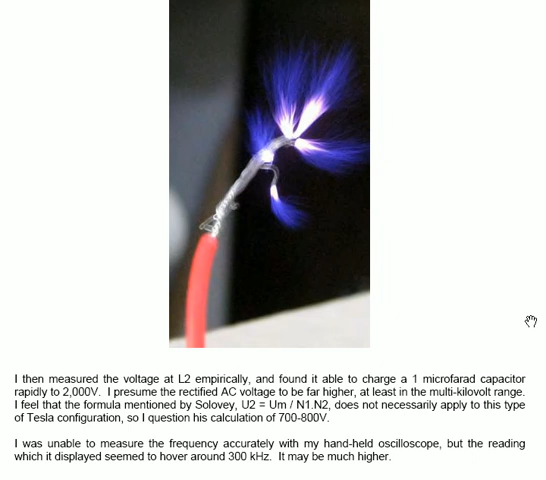 I then measured the voltage at L2 empirically, and found it able to charge a 1 microfarad capacitor
rapidly to 2,000V.  I presume the rectified AC voltage to be far higher, at least in the multi-kilovolt range.
I feel that the formula mentioned by Solovey, U2 = Um / N1.N2, does not necessarily apply to this type
of Tesla configuration, so I question his calculation of 700-800V.
I was unable to measure the frequency accurately with my hand-held oscilloscope, but the reading
which it displayed seemed to hover around 300 kHz.  It may be much higher.